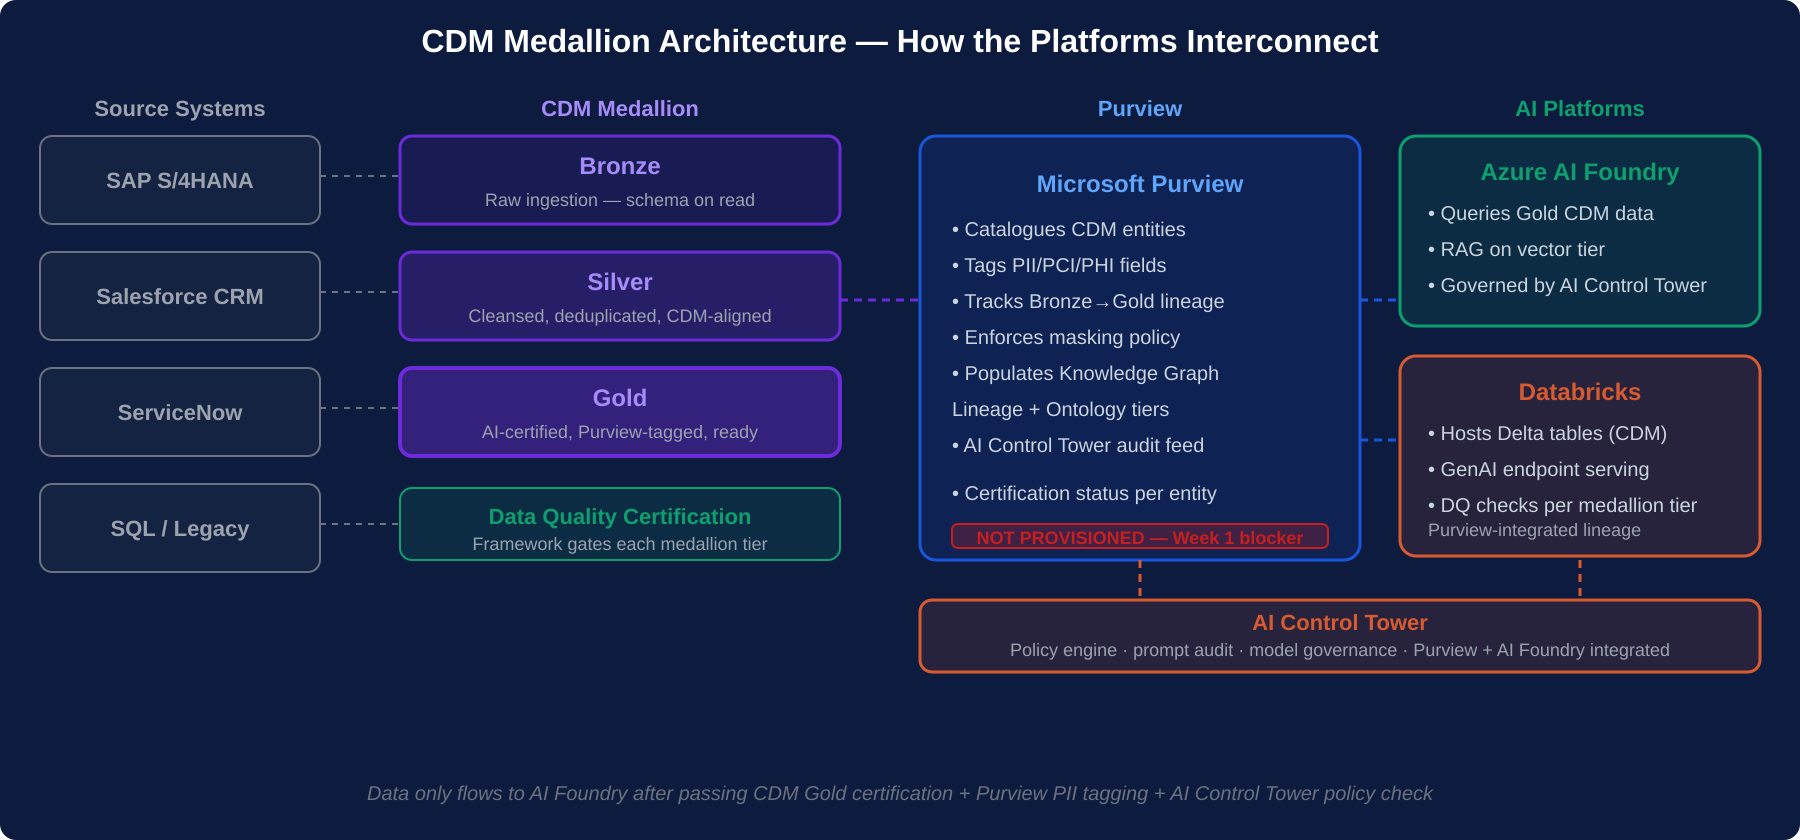 CDM Medallion Architecture — How the Platforms Interconnect
Source Systems
SAP S/4HANA
Salesforce CRM
ServiceNow
SQL / Legacy
CDM Medallion
Bronze
Raw ingestion — schema on read
Silver
Cleansed, deduplicated, CDM-aligned
Gold
AI-certified, Purview-tagged, ready
Data Quality Certification
Framework gates each medallion tier
Purview
Microsoft Purview
• Catalogues CDM entities
• Tags PII/PCI/PHI fields
• Tracks Bronze→Gold lineage
• Enforces masking policy
• Populates Knowledge Graph
Lineage + Ontology tiers
• AI Control Tower audit feed
• Certification status per entity
NOT PROVISIONED — Week 1 blocker
AI Platforms
Azure AI Foundry
• Queries Gold CDM data
• RAG on vector tier
• Governed by AI Control Tower
Databricks
• Hosts Delta tables (CDM)
• GenAI endpoint serving
• DQ checks per medallion tier
Purview-integrated lineage
AI Control Tower
Policy engine · prompt audit · model governance · Purview + AI Foundry integrated
Data only flows to AI Foundry after passing CDM Gold certification + Purview PII tagging + AI Control Tower policy check